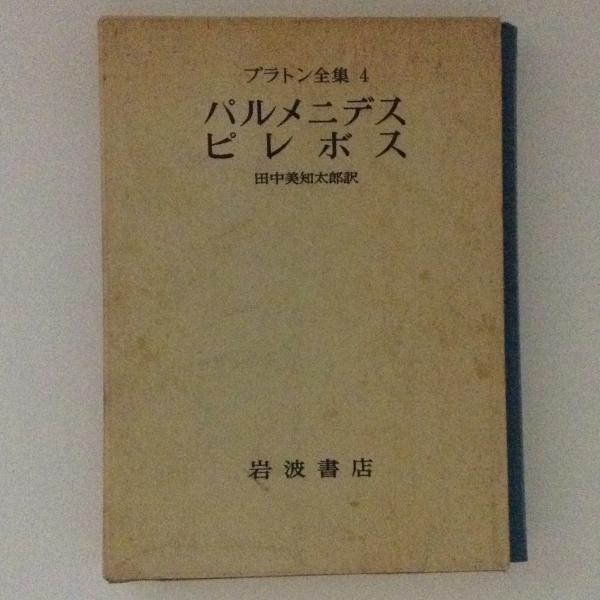 プラトン全集 4
パルメニデス
ピレボス
田中美知太郎訳
岩波書店